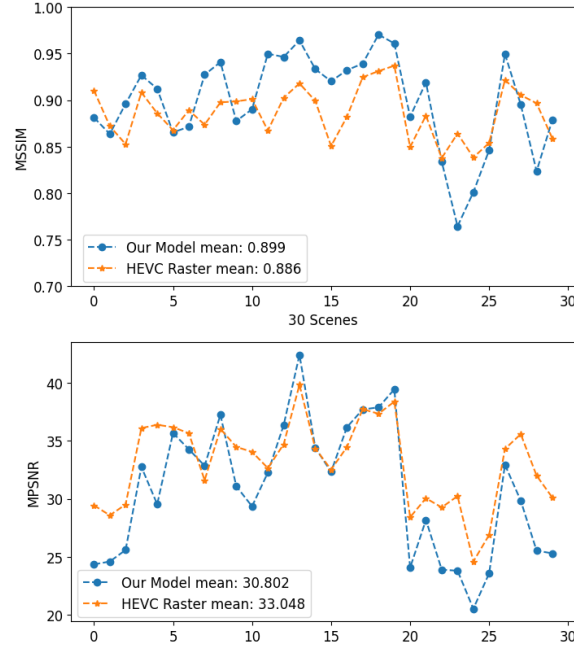 1.00
0.95
0.90
0.85
0.80
0.75
0.70
MSSIM
Our Model mean: 0.899
HEVC Raster mean: 0.886
0 5 10 15 20 25 30
30 Scenes
40
35
30
25
20
MPSNR
Our Model mean: 30.802
HEVC Raster mean: 33.048
0 5 10 15 20 25 30